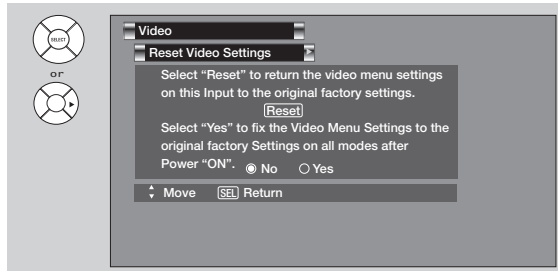 SELECT
or
Video
Reset Video Settings
Select “Reset” to return the video menu settings
on this Input to the original factory settings.
Reset
Select “Yes” to fix the Video Menu Settings to the
original factory Settings on all modes after
Power “ON”. No Yes
Move SEL Return